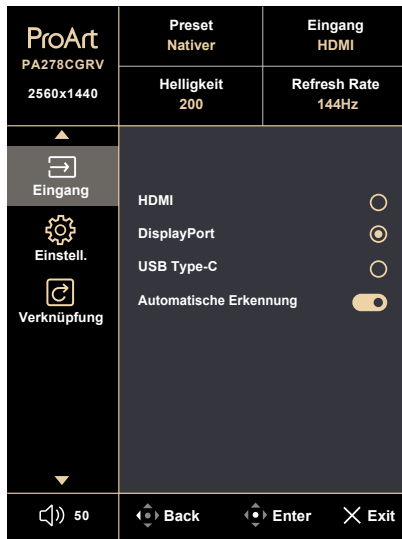 ProArt
PA278CGRV
2560x1440
Preset
Nativer
Eingang
HDMI
Helligkeit
200
Refresh Rate
144Hz
Eingang
Einstell.
Verknüpfung
HDMI
DisplayPort
USB Type-C
Automatische Erkennung
50
Back
Enter
Exit